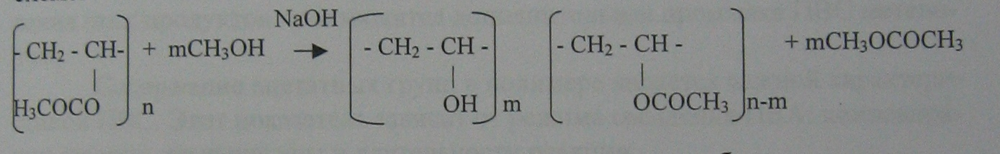 NaOH
- CH₂ - CH- + mCH₃OH → - CH₂ - CH - - CH₂ - CH - + mCH₃OCOCH₃
| | |
H₃COCO n OH m OCOCH₃ n-m